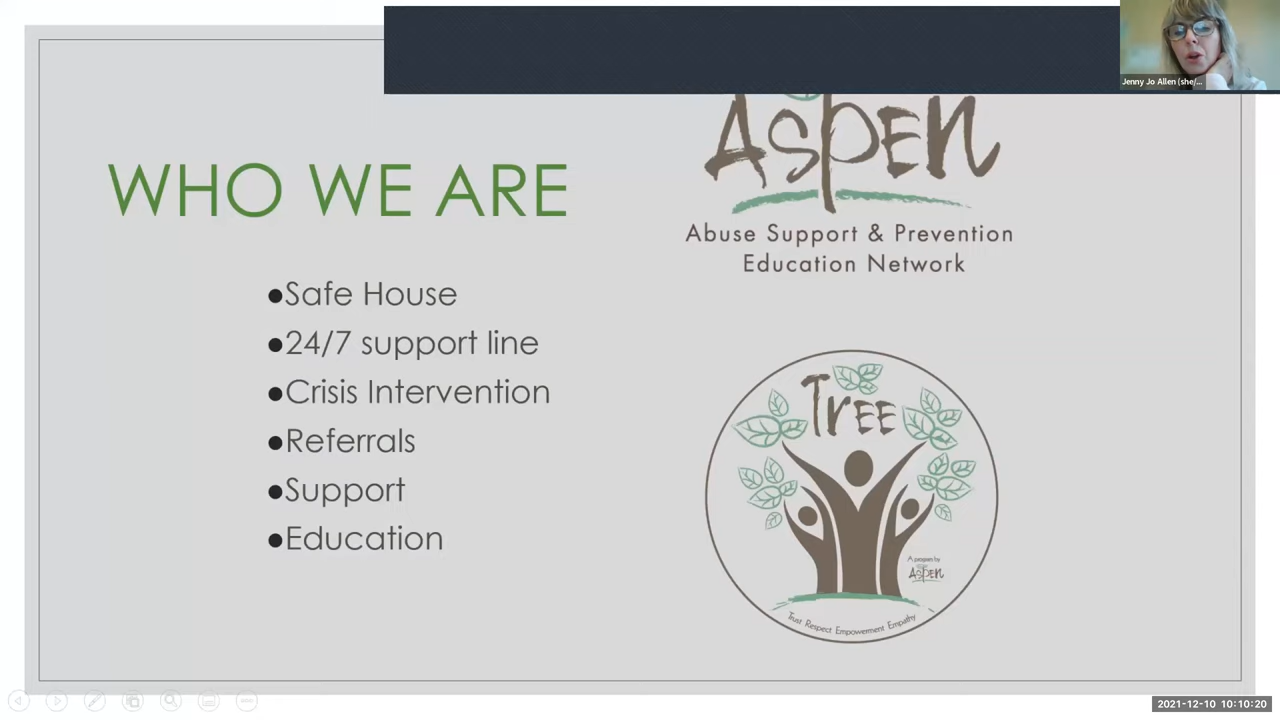 Jenny Jo Allen (she/...
ASPEN
WHO WE ARE
Abuse Support & Prevention
Education Network
●Safe House
●24/7 support line
●Crisis Intervention
●Referrals
●Support
●Education
TrEE
A program by
ASPEN
Trust Respect Empowerment Empathy
2021-12-10 10:10:20